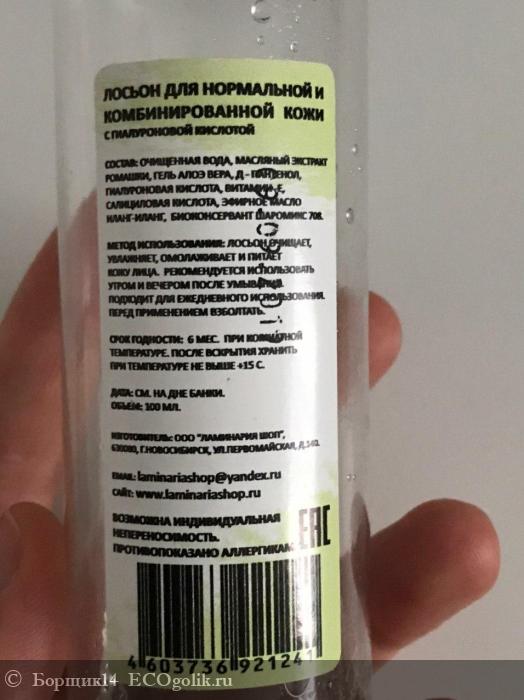 ЛОСЬОН ДЛЯ НОРМАЛЬНОЙ И
КОМБИНИРОВАННОЙ КОЖИ
С ГИАЛУРОНОВОЙ КИСЛОТОЙ
СОСТАВ: ОЧИЩЕННАЯ ВОДА, МАСЛЯНЫЙ ЭКСТРАКТ
РОМАШКИ, ГЕЛЬ АЛОЭ ВЕРА, Д - ПАНТЕНОЛ,
ГИАЛУРОНОВАЯ КИСЛОТА, ВИТАМИН Е,
САЛИЦИЛОВАЯ КИСЛОТА, ЭФИРНОЕ МАСЛО
ИЛАНГ-ИЛАНГ, БИОКОНСЕРВАНТ ШАРОМИКС 708.
МЕТОД ИСПОЛЬЗОВАНИЯ: ЛОСЬОН ОЧИЩАЕТ,
УВЛАЖНЯЕТ, ОМОЛАЖИВАЕТ И ПИТАЕТ
КОЖУ ЛИЦА. РЕКОМЕНДУЕТСЯ ИСПОЛЬЗОВАТЬ
УТРОМ И ВЕЧЕРОМ ПОСЛЕ УМЫВАНИЯ.
ПОДХОДИТ ДЛЯ ЕЖЕДНЕВНОГО ИСПОЛЬЗОВАНИЯ.
ПЕРЕД ПРИМЕНЕНИЕМ ВЗБОЛТАТЬ.
СРОК ГОДНОСТИ: 6 МЕС. ПРИ КОМНАТНОЙ
ТЕМПЕРАТУРЕ. ПОСЛЕ ВСКРЫТИЯ ХРАНИТЬ
ПРИ ТЕМПЕРАТУРЕ НЕ ВЫШЕ +15 С.
ДАТА: СМ. НА ДНЕ БАНКИ.
ОБЪЕМ: 100 МЛ.
ИЗГОТОВИТЕЛЬ: ООО "ЛАМИНАРИЯ ШОП",
630080, Г.НОВОСИБИРСК, УЛ.ПЕРВОМАЙСКАЯ,
EMAIL: laminariashop@yandex.ru
САЙТ: www.laminariashop.ru
ВОЗМОЖНА ИНДИВИДУАЛЬНАЯ
НЕПЕРЕНОСИМОСТЬ.
ПРОТИВОПОКАЗАНО АЛЛЕРГИКАМ.
EAC
4 603736 921241
Борщик14 ECOgolik.ru